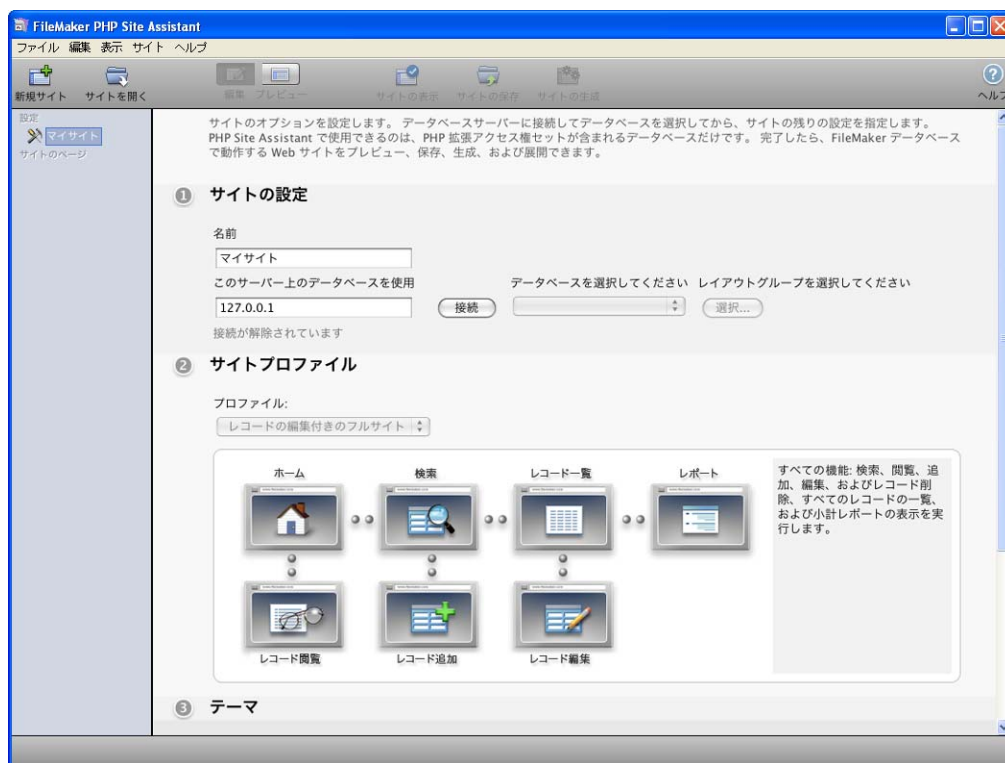 FileMaker PHP Site Assistant
ファイル 編集 表示 サイト ヘルプ
新規サイト サイトを開く 編集 プレビュー サイトの表示 サイトの保存 サイトの生成 ヘルプ
設定
マイサイト
サイトのページ
サイトのオプションを設定します。 データベースサーバーに接続してデータベースを選択してから、サイトの残りの設定を指定します。
PHP Site Assistant で使用できるのは、PHP 拡張アクセス権セットが含まれるデータベースだけです。 完了したら、FileMaker データベース
で動作する Web サイトをプレビュー、保存、生成、および展開できます。
1 サイトの設定
名前
マイサイト
このサーバー上のデータベースを使用 データベースを選択してください レイアウトグループを選択してください
127.0.0.1 接続 選択...
接続が解除されています
2 サイトプロファイル
プロファイル:
レコードの編集付きのフルサイト
ホーム 検索 レコード一覧 レポート
レコード閲覧 レコード追加 レコード編集
すべての機能: 検索、閲覧、追
加、編集、およびレコード削
除、すべてのレコードの一覧、
および小計レポートの表示を実
行します。
3 テーマ